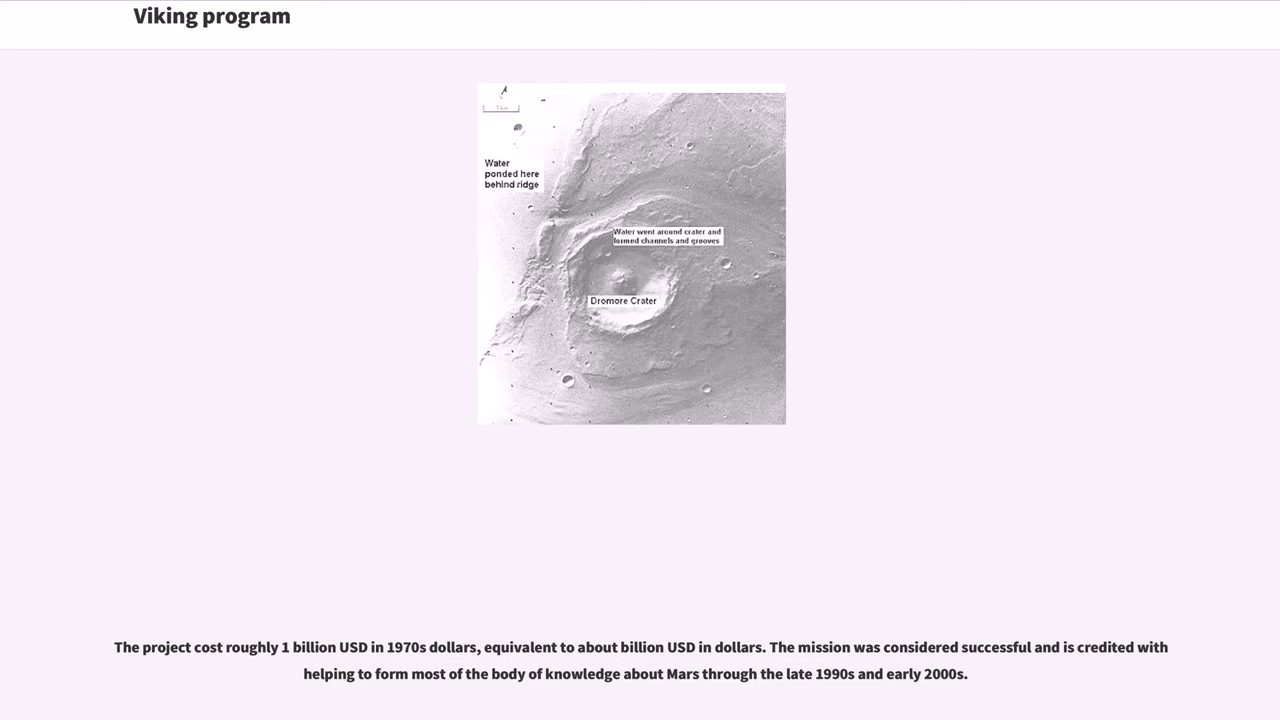 Viking program
5 km
Water
ponded here
behind ridge
Water went around crater and
formed channels and grooves
Dromore Crater
The project cost roughly 1 billion USD in 1970s dollars, equivalent to about billion USD in dollars. The mission was considered successful and is credited with
helping to form most of the body of knowledge about Mars through the late 1990s and early 2000s.